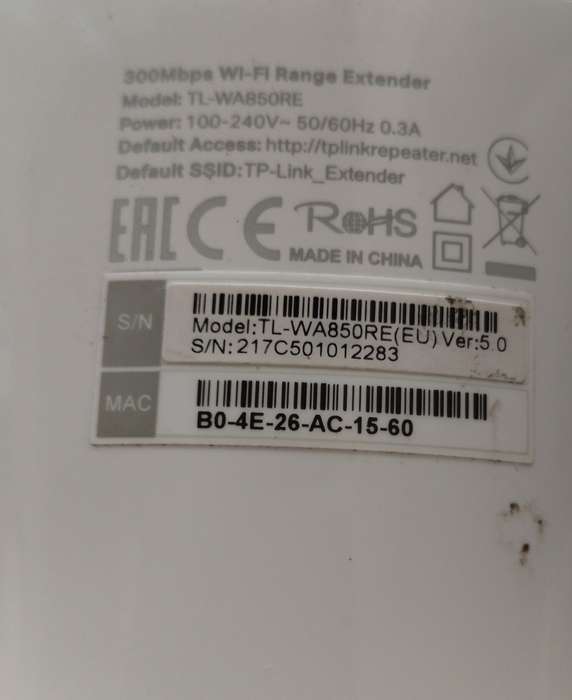 300Mbps Wi-Fi Range Extender
Model: TL-WA850RE
Power: 100-240V~ 50/60Hz 0.3A
Default Access: http://tplinkrepeater.net
Default SSID: TP-Link_Extender
EAC CE RoHS
MADE IN CHINA
S/N
Model:TL-WA850RE(EU) Ver:5.0
S/N: 217C501012283
MAC
B0-4E-26-AC-15-60